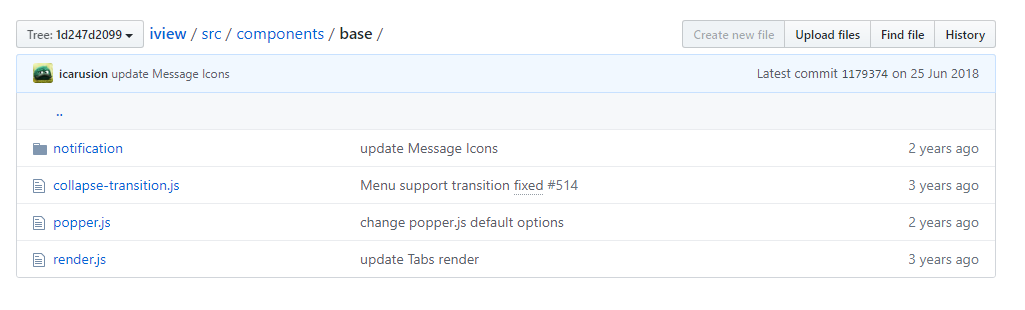 Tree: 1d247d2099 iview / src / components / base / Create new file Upload files Find file History
icarusion update Message Icons Latest commit 1179374 on 25 Jun 2018
..
notification update Message Icons 2 years ago
collapse-transition.js Menu support transition fixed #514 3 years ago
popper.js change popper.js default options 2 years ago
render.js update Tabs render 3 years ago